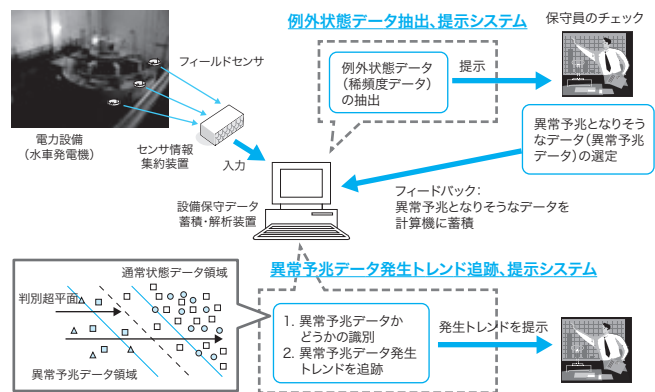 例外状態データ抽出、提示システム
保守員のチェック
フィールドセンサ
例外状態データ
（稀頻度データ）
の抽出
提示
電力設備
（水車発電機）
センサ情報
集約装置
入力
異常予兆となりそう
なデータ（異常予兆
データ）の選定
フィードバック：
異常予兆となりそうなデータを
計算機に蓄積
設備保守データ
蓄積・解析装置
異常予兆データ発生トレンド追跡、提示システム
通常状態データ領域
判別超平面
異常予兆データ領域
1. 異常予兆データか
どうかの識別
2. 異常予兆データ発生
トレンドを追跡
発生トレンドを提示